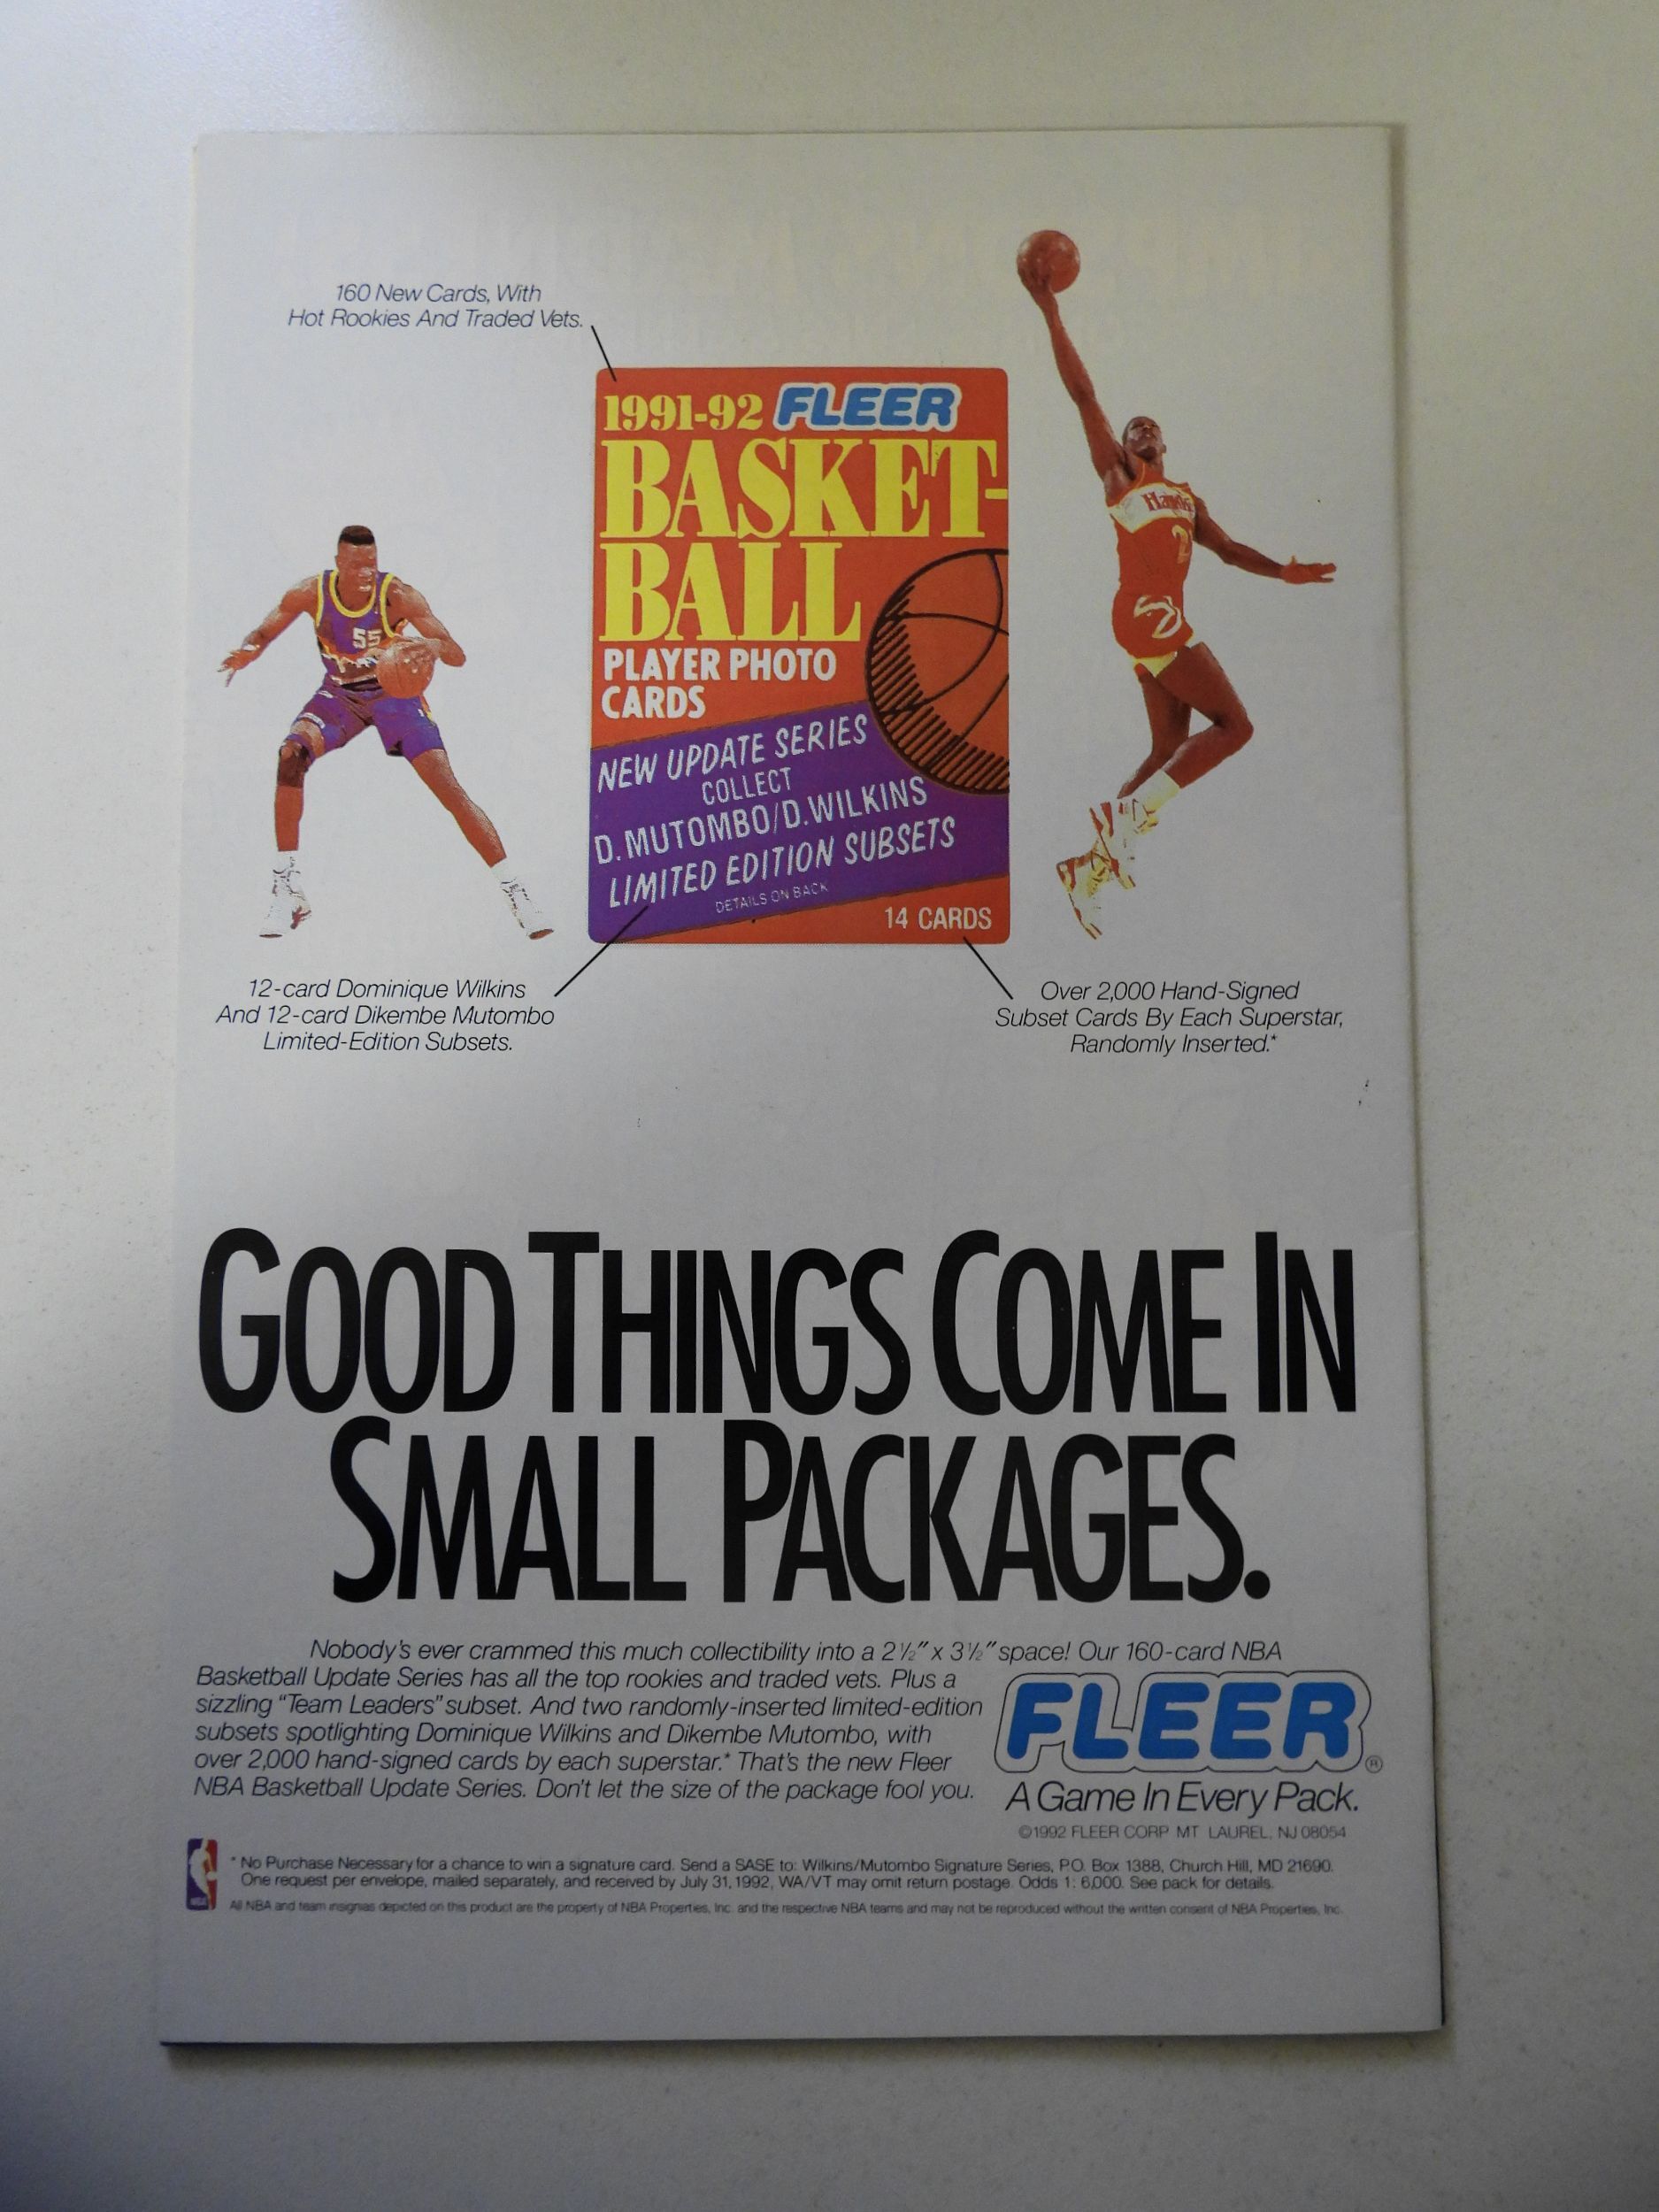 160 New Cards, With
Hot Rookies And Traded Vets.
1991-92 FLEER
BASKET-
BALL
PLAYER PHOTO
CARDS
NEW UPDATE SERIES
COLLECT
D. MUTOMBO/D. WILKINS
LIMITED EDITION SUBSETS
DETAILS ON BACK
14 CARDS
55
Hawks
2
12-card Dominique Wilkins
And 12-card Dikembe Mutombo
Limited-Edition Subsets.
Over 2,000 Hand-Signed
Subset Cards By Each Superstar,
Randomly Inserted.*
GOOD THINGS COME IN
SMALL PACKAGES.
Nobody's ever crammed this much collectibility into a 2½" x 3½" space! Our 160-card NBA
Basketball Update Series has all the top rookies and traded vets. Plus a
sizzling "Team Leaders" subset. And two randomly-inserted limited-edition
subsets spotlighting Dominique Wilkins and Dikembe Mutombo, with
over 2,000 hand-signed cards by each superstar.* That's the new Fleer
NBA Basketball Update Series. Don't let the size of the package fool you.
FLEER®
A Game In Every Pack.
©1992 FLEER CORP MT LAUREL, NJ 08054
* No Purchase Necessary for a chance to win a signature card. Send a SASE to: Wilkins/Mutombo Signature Series, P.O. Box 1388, Church Hill, MD 21690.
One request per envelope, mailed separately, and received by July 31, 1992, WA/VT may omit return postage. Odds 1: 6,000. See pack for details.
NBA
All NBA and team insignias depicted on this product are the property of NBA Properties, Inc. and the respective NBA teams and may not be reproduced without the written consent of NBA Properties, Inc.